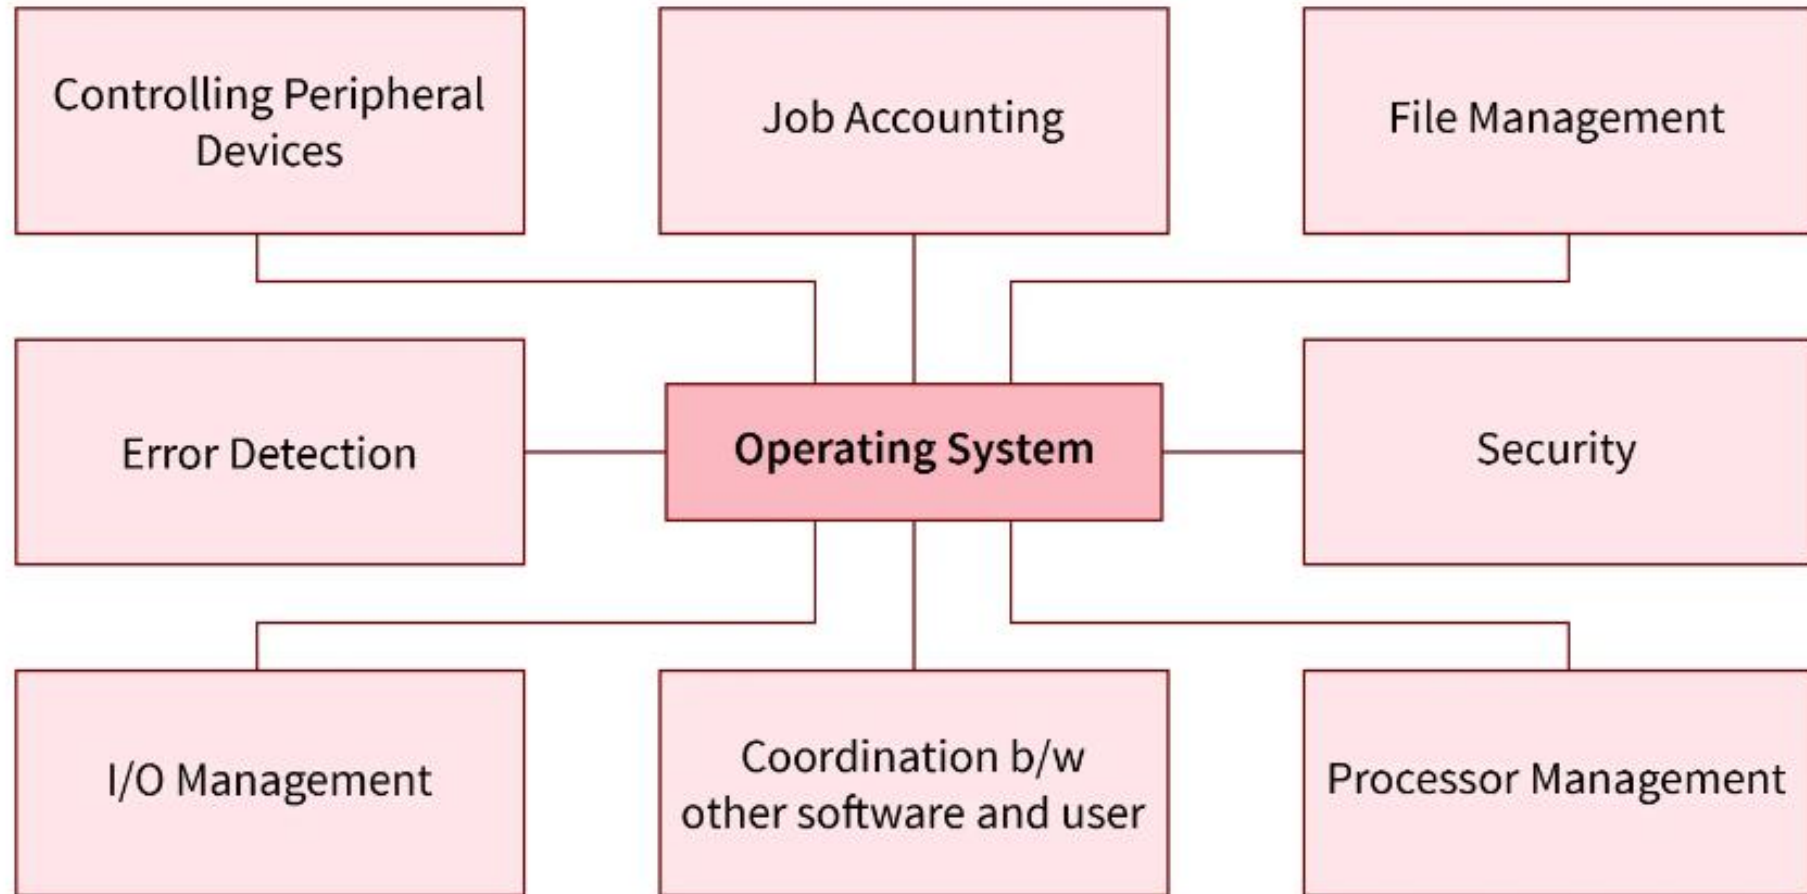 Controlling Peripheral
Devices
Job Accounting
File Management
Error Detection
Operating System
Security
I/O Management
Coordination b/w
other software and user
Processor Management